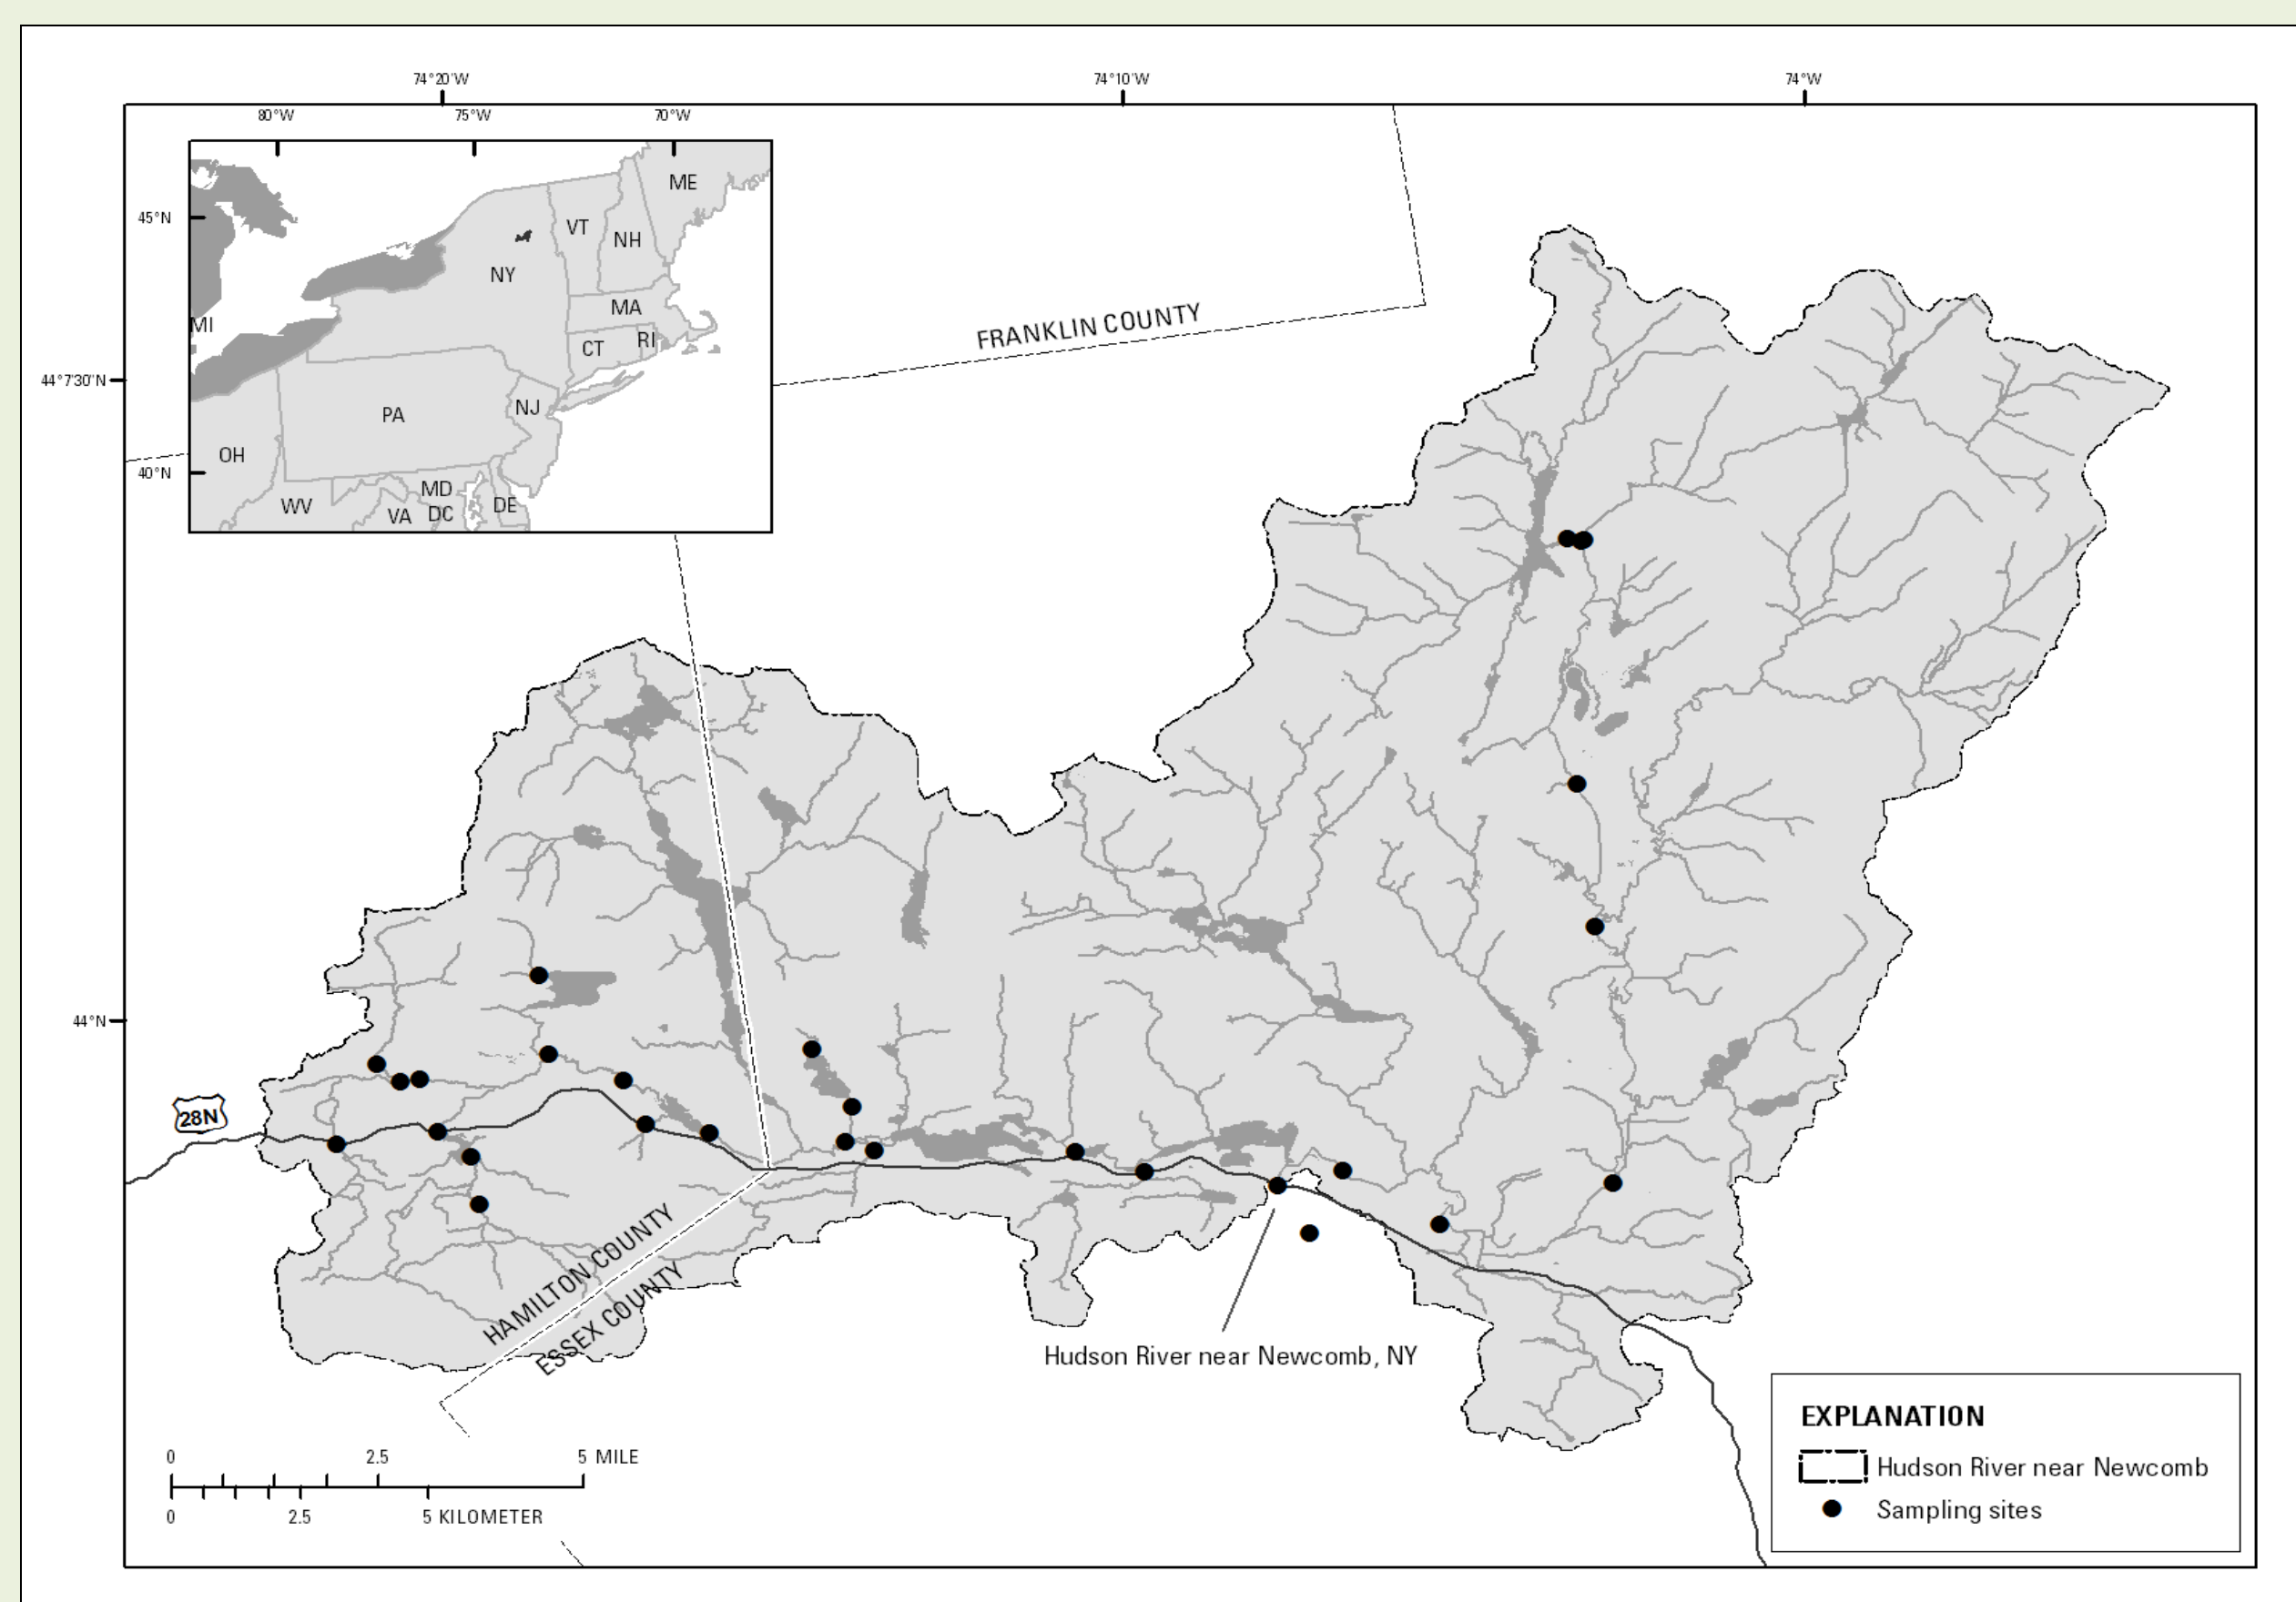 74°20'W
74°10'W
74°W
80°W
75°W
70°W
ME
45°N
VT
NH
NY
MA
MI
RI
CT
FRANKLIN COUNTY
44°7'30"N
NJ
PA
OH
40°N
MD
WV
DE
VA
DC
44°N
28N
HAMILTON COUNTY
ESSEX COUNTY
Hudson River near Newcomb, NY
0
2.5
5 MILE
0
2.5
5 KILOMETER
EXPLANATION
Hudson River near Newcomb
Sampling sites